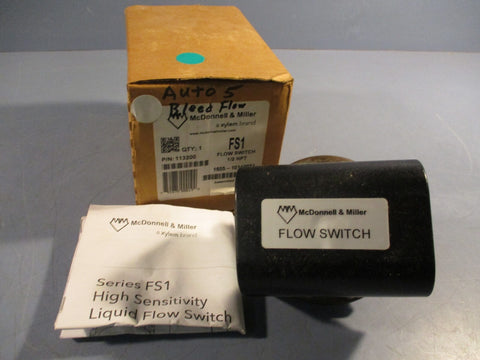 Auto 5
Bleed Flow
McDonnell & Miller
a xylem brand
QTY: 1
P/N: 113200
FS1
FLOW SWITCH
1/2 NPT
McDonnell & Miller
a xylem brand
Series FS1
High Sensitivity
Liquid Flow Switch
McDonnell & Miller
FLOW SWITCH